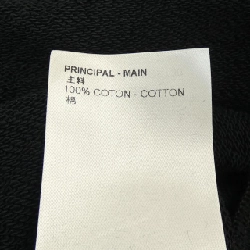 PRINCIPAL - MAIN
主料
100% COTON - COTTON
棉